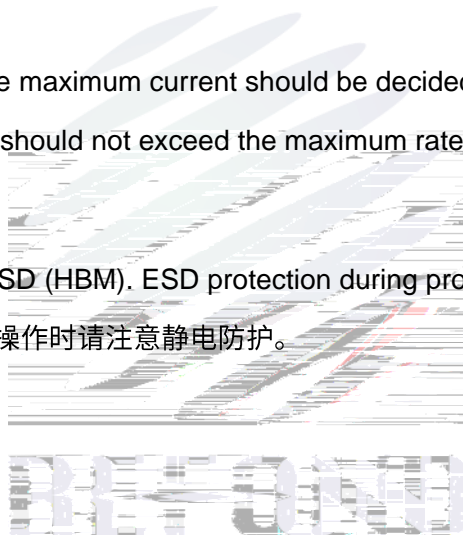 e maximum current should be decided
should not exceed the maximum rate
SD (HBM). ESD protection during pro
操作时请注意静电防护。